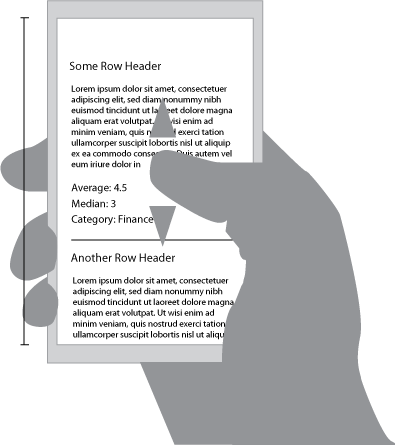 Some Row Header
Lorem ipsum dolor sit amet, consectetuer
adipiscing elit, sed diam nonummy nibh
euismod tincidunt ut laoreet dolore magna
aliquam erat volutpat. wisi enim ad
minim veniam, quis exerci tation
ullamcorper suscipit lobortis nisl ut aliquip
ex ea commodo Duis autem vel
eum iriure dolor in
Average: 4.5
Median: 3
Category: Finance
Another Row Header
Lorem ipsum dolor sit amet, consectetuer
adipiscing elit, sed diam nonummy nibh
euismod tincidunt ut laoreet dolore magna
aliquam erat volutpat. Ut wisi enim ad
minim veniam, quis nostrud exerci tation
ullamcorper suscipit lobortis nisl ut aliqu